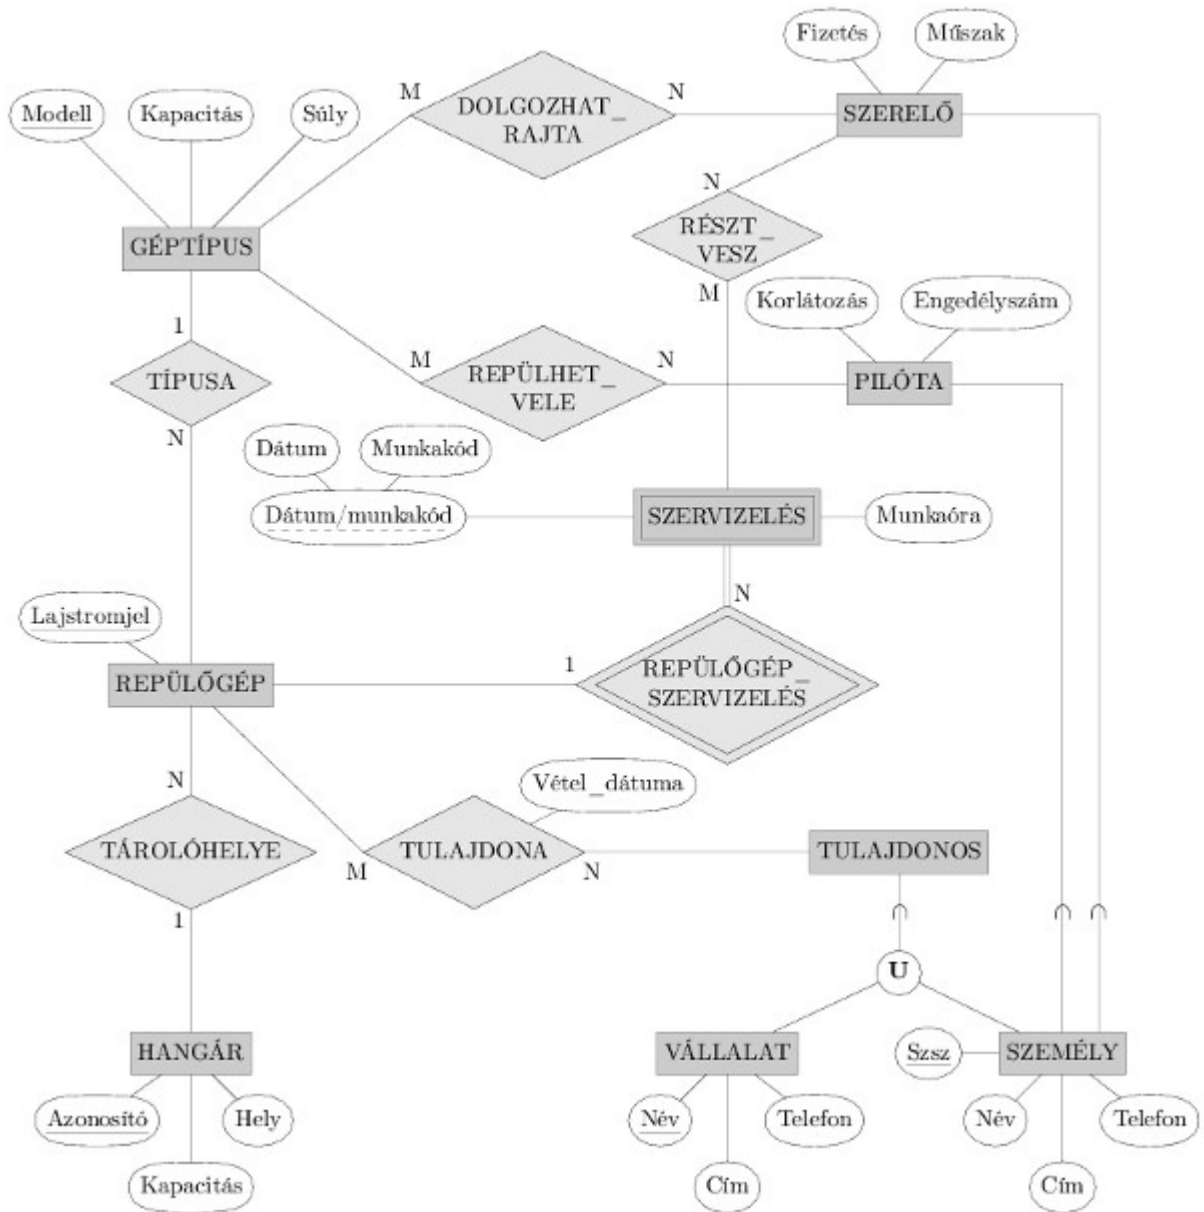 Fizetés Műszak
M N
DOLGOZHAT_
RAJTA
SZERELŐ
Modell Kapacitás Súly
N
RÉSZT_
VESZ
M
GÉPTÍPUS
Korlátozás Engedélyszám
1
M N
TÍPUSA
REPÜLHET_
VELE
PILÓTA
N
Dátum Munkakód
Dátum/munkakód
SZERVIZELÉS
Munkaóra
N
Lajstromjel
1
REPÜLŐGÉP_
SZERVIZELÉS
REPÜLŐGÉP
N
Vétel_dátuma
TÁROLÓHELYE
M
TULAJDONA
N
TULAJDONOS
1
U
HANGÁR
VÁLLALAT
Szsz
SZEMÉLY
Azonosító Hely
Név Telefon
Név Telefon
Kapacitás
Cím
Cím